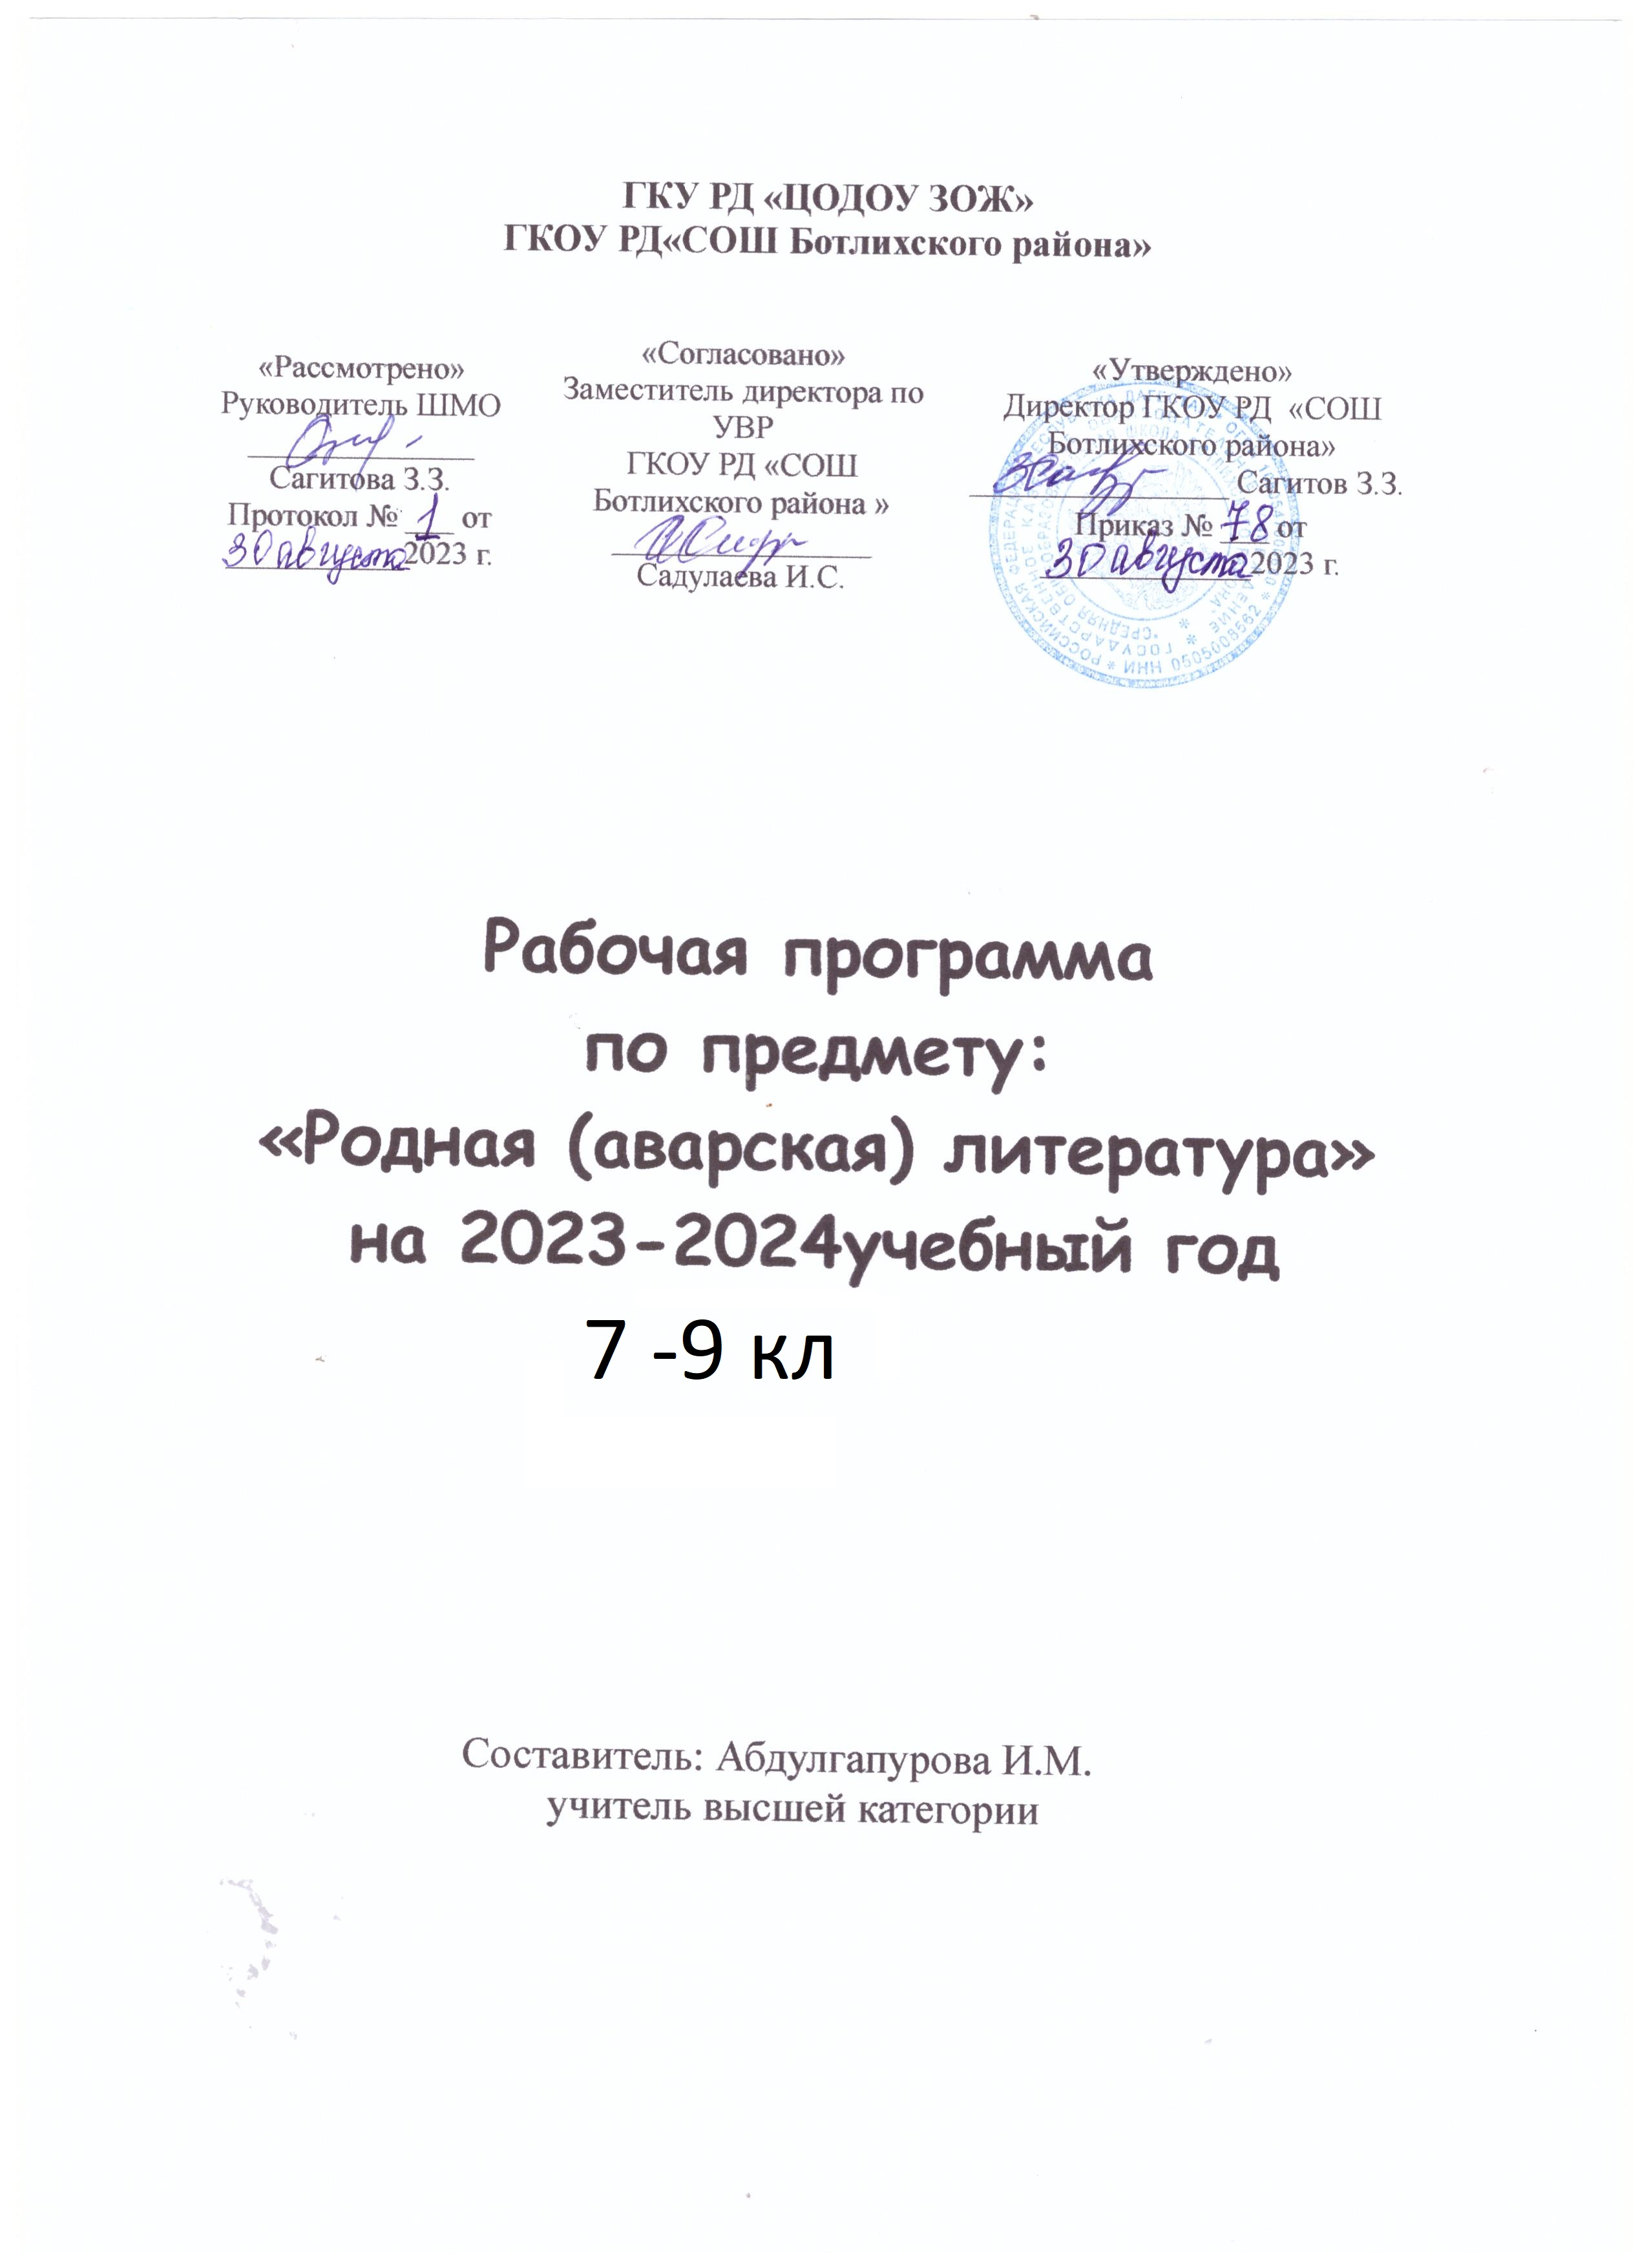 ГКУ РД «ЦОДОУ ЗОЖ»
ГКОУ РД«СОШ Ботлихского района»
«Рассмотрено»
Руководитель ШМО
Сагитова З.З.
Протокол № 1 от
30 августа 2023 г.
«Согласовано»
Заместитель директора по
УВР
ГКОУ РД «СОШ
Ботлихского района »
Садулаева И.С.
«Утверждено»
Директор ГКОУ РД «СОШ
Ботлихского района»
Сагитов З.З.
Приказ № 78 от
30 августа 2023 г.
ИНН 0505008562
Рабочая программа
по предмету:
«Родная (аварская) литература»
на 2023-2024учебный год
7 -9 кл
Составитель: Абдулгапурова И.М.
учитель высшей категории